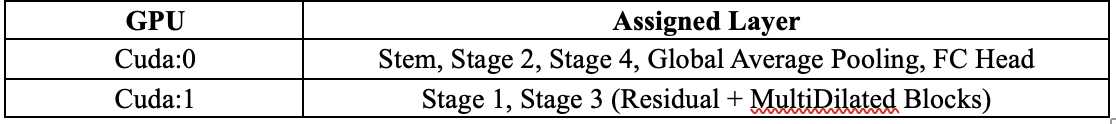 GPU Assigned Layer
Cuda:0 Stem, Stage 2, Stage 4, Global Average Pooling, FC Head
Cuda:1 Stage 1, Stage 3 (Residual + MultiDilated Blocks)